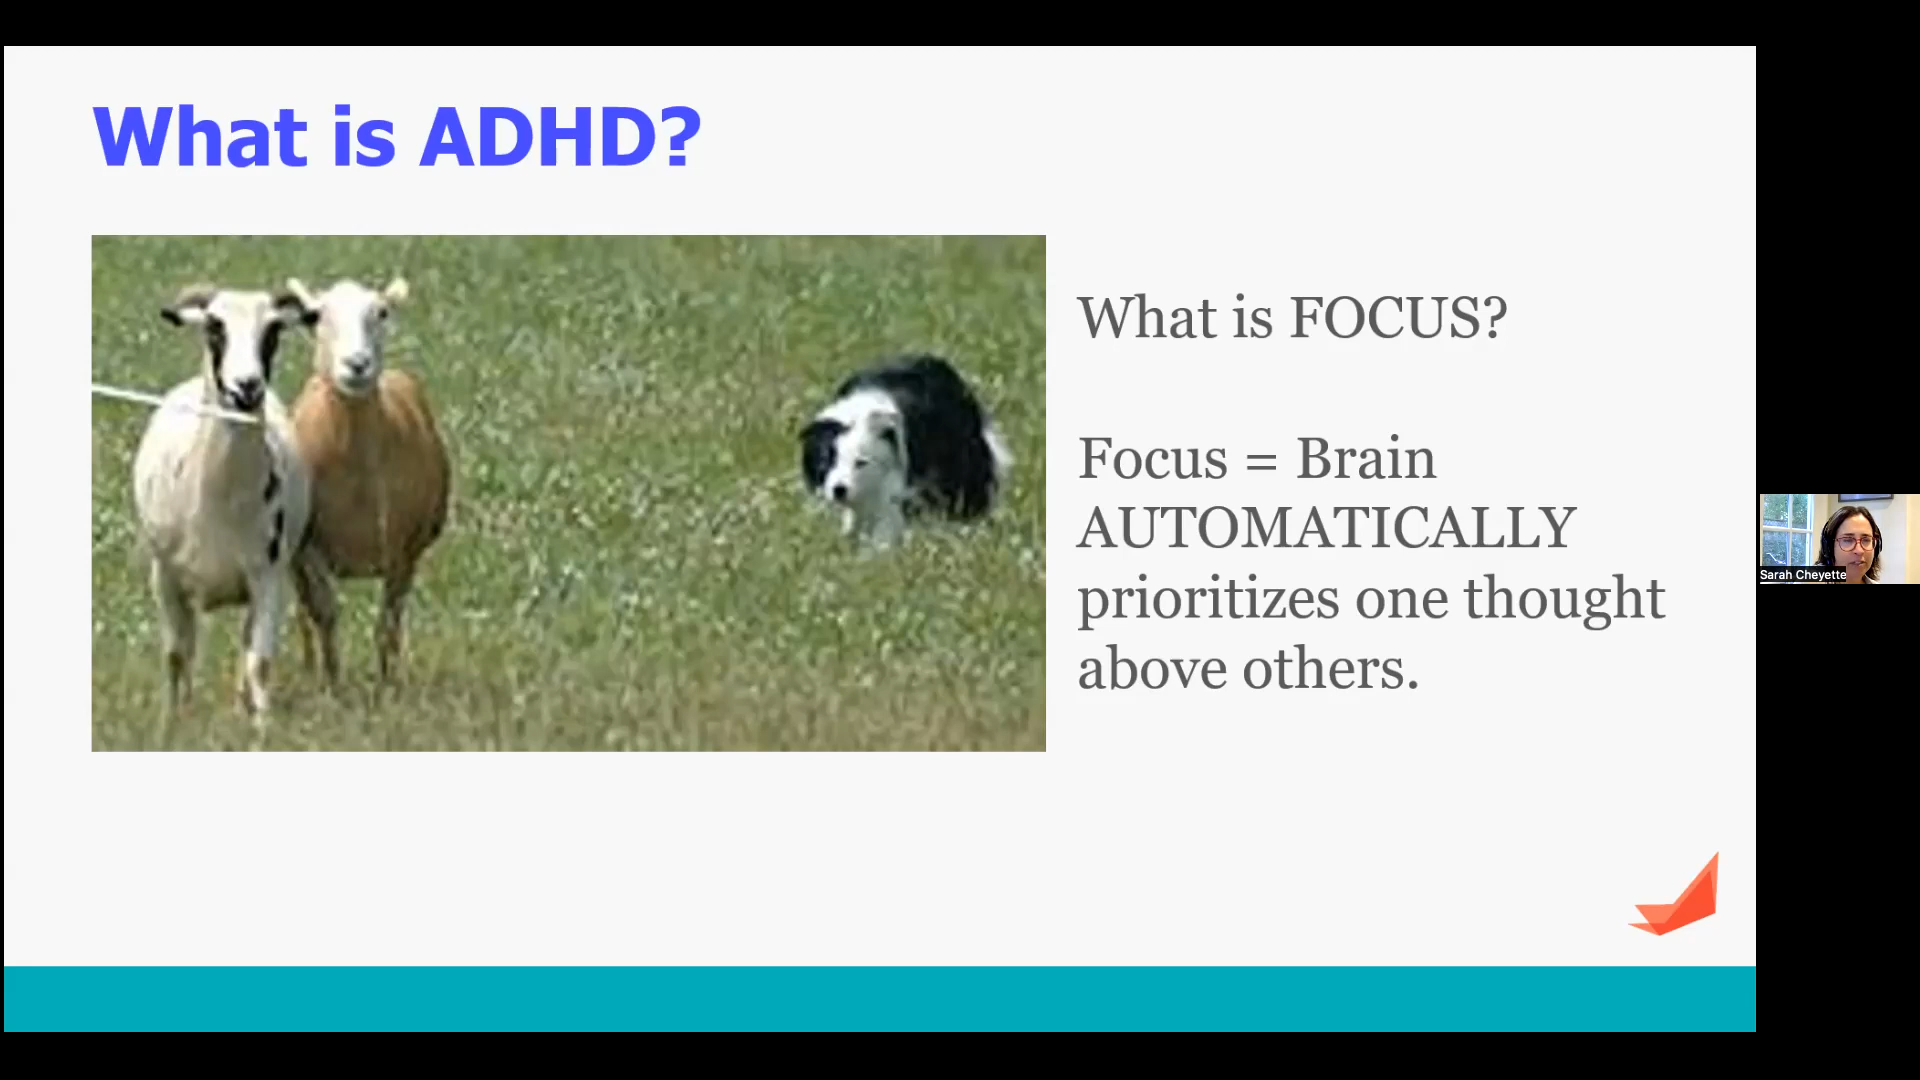 What is ADHD?
What is FOCUS?
Focus = Brain
AUTOMATICALLY
prioritizes one thought
above others.
Sarah Cheyette